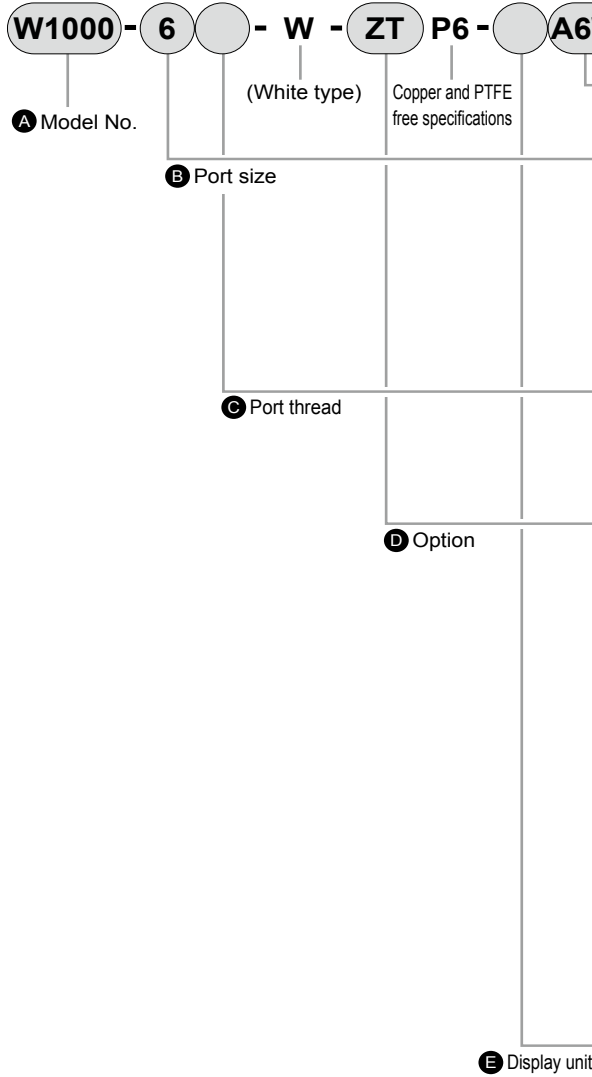 W1000 - 6 - W - ZT P6 - A6
(White type)
Copper and PTFE
free specifications
A Model No.
B Port size
C Port thread
D Option
E Display unit